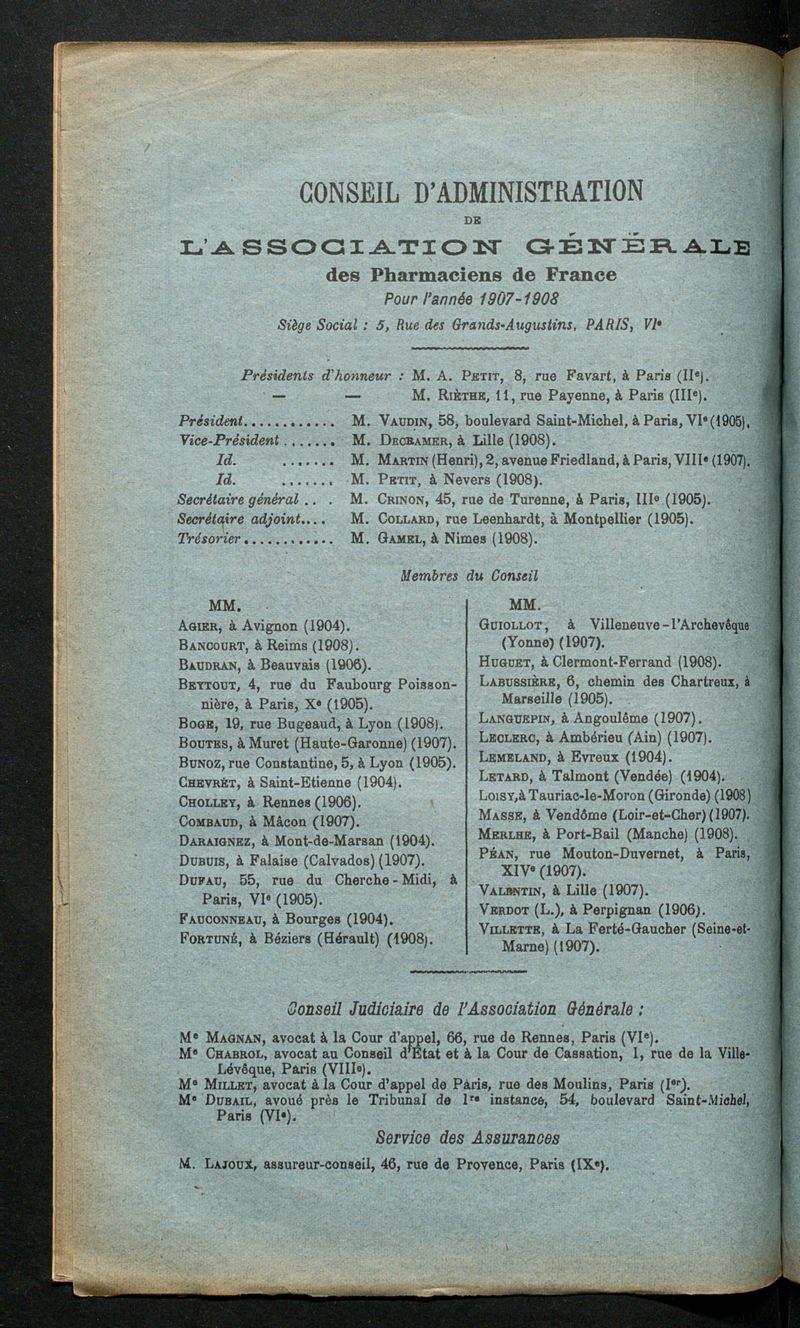 CONSEIL D'ADMINISTRATION
DE
L'ASSOCIATION GÉNÉRALE
des Pharmaciens de France
Pour l'année 1907-1908
Siège Social : 5, Rue des Grands-Augustins, PARIS, VIe
Présidents d'honneur : M. A. PETIT, 8, rue Favart, à Paris (IIe).
— — M. RIÈTHE, 11, rue Payenne, à Paris (IIIe).
Président............ M. VAUDIN, 58, boulevard Saint-Michel, à Paris, VIe (1905).
Vice-Président....... M. DECRAMER, à Lille (1908).
Id. ....... M. MARTIN (Henri), 2, avenue Friedland, à Paris, VIIIe (1907).
Id. ....... M. PETIT, à Nevers (1908).
Secrétaire général .. . M. CRINON, 45, rue de Turenne, à Paris, IIIe (1905).
Secrétaire adjoint.... M. COLLARD, rue Leenhardt, à Montpellier (1905).
Trésorier............ M. GAMEL, à Nimes (1908).
Membres du Conseil
MM.
AGIER, à Avignon (1904).
BANCOURT, à Reims (1908).
BAUDRAN, à Beauvais (1906).
BEYTOUT, 4, rue du Faubourg Poisson-
nière, à Paris, Xe (1905).
BOGE, 19, rue Bugeaud, à Lyon (1908).
BOUTES, à Muret (Haute-Garonne) (1907).
BUNOZ, rue Constantine, 5, à Lyon (1905).
CHEVRÈT, à Saint-Etienne (1904).
CHOLLEY, à Rennes (1906).
COMBAUD, à Mâcon (1907).
DARAIGNEZ, à Mont-de-Marsan (1904).
DUBUIS, à Falaise (Calvados) (1907).
DUFAU, 55, rue du Cherche-Midi, à
Paris, VIe (1905).
FAUCONNEAU, à Bourges (1904).
FORTUNÉ, à Béziers (Hérault) (1908).
MM.
GUIOLLOT, à Villeneuve-l'Archevêque
(Yonne) (1907).
HUGUET, à Clermont-Ferrand (1908).
LABUSSIÈRE, 6, chemin des Chartreux, à
Marseille (1905).
LANGUEPIN, à Angoulême (1907).
LECLERC, à Ambérieu (Ain) (1907).
LEMELAND, à Evreux (1904).
LETARD, à Talmont (Vendée) (1904).
LOISY, à Tauriac-le-Moron (Gironde) (1908)
MASSE, à Vendôme (Loir-et-Cher) (1907).
MERLHE, à Port-Bail (Manche) (1908).
PÉAN, rue Mouton-Duvernet, à Paris,
XIVe (1907).
VALENTIN, à Lille (1907).
VERDOT (L.), à Perpignan (1906).
VILLETTE, à La Ferté-Gaucher (Seine-et-
Marne) (1907).
Conseil Judiciaire de l'Association Générale :
Me MAGNAN, avocat à la Cour d'appel, 66, rue de Rennes, Paris (VIe).
Me CHABROL, avocat au Conseil d'État et à la Cour de Cassation, 1, rue de la Ville-
Lévêque, Paris (VIIIe).
Me MILLET, avocat à la Cour d'appel de Paris, rue des Moulins, Paris (Ier).
Me DUBAIL, avoué près le Tribunal de 1re instance, 54, boulevard Saint-Michel,
Paris (VIe).
Service des Assurances
M. LAJOUX, assureur-conseil, 46, rue de Provence, Paris (IXe).